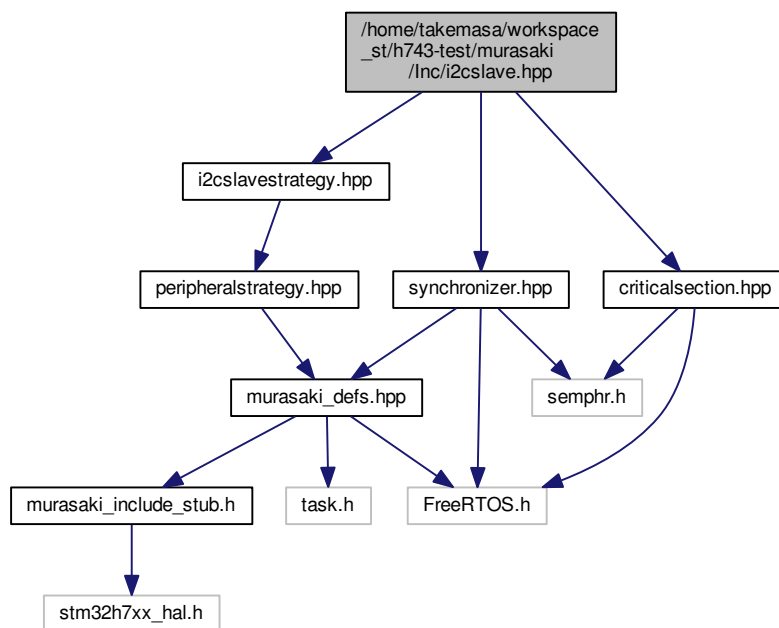 /home/takemasa/workspace
_st/h743-test/murasaki
/Inc/i2cslave.hpp
i2cslavestrategy.hpp
peripheralstrategy.hpp
synchronizer.hpp
criticalsection.hpp
murasaki_defs.hpp
semphr.h
murasaki_include_stub.h
task.h
FreeRTOS.h
stm32h7xx_hal.h